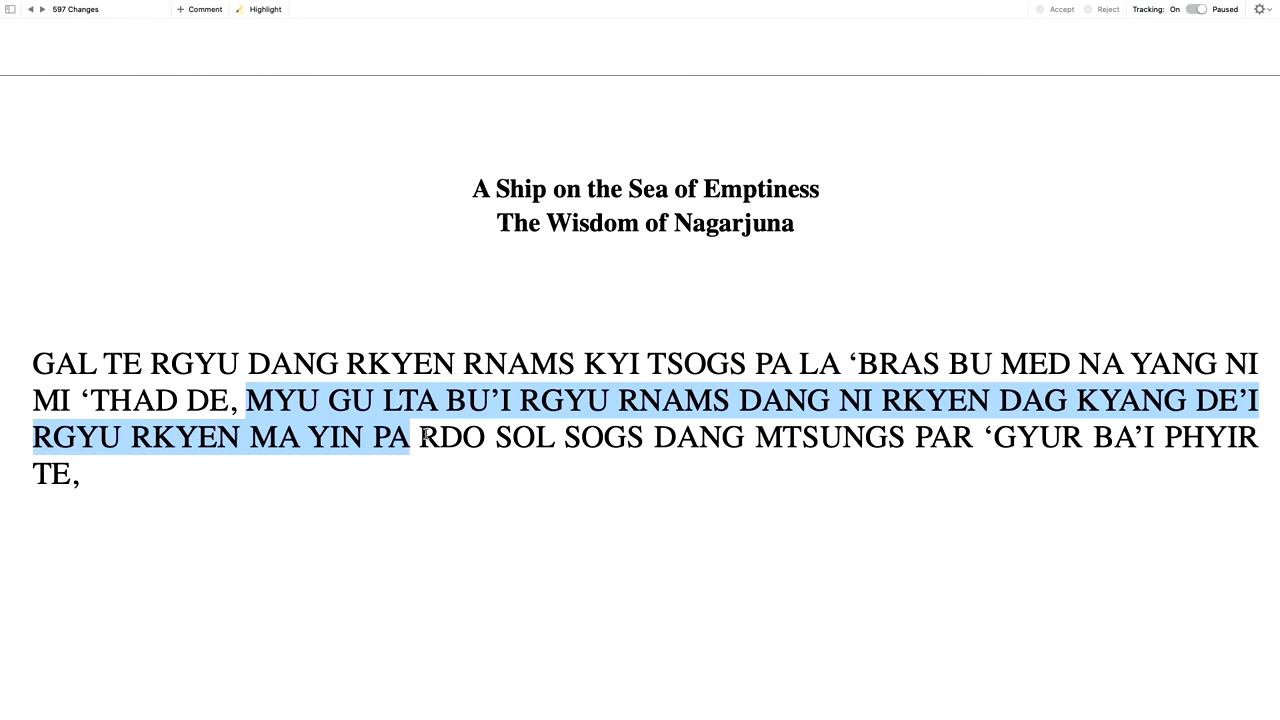 597 Changes
Comment
Highlight
Accept
Reject
Tracking: On
Paused
A Ship on the Sea of Emptiness
The Wisdom of Nagarjuna
GAL TE RGYU DANG RKYEN RNAMS KYI TSOGS PA LA ‘BRAS BU MED NA YANG NI
MI ‘THAD DE, MYU GU LTA BU’I RGYU RNAMS DANG NI RKYEN DAG KYANG DE’I
RGYU RKYEN MA YIN PA RDO SOL SOGS DANG MTSUNGS PAR ‘GYUR BA’I PHYIR
TE,